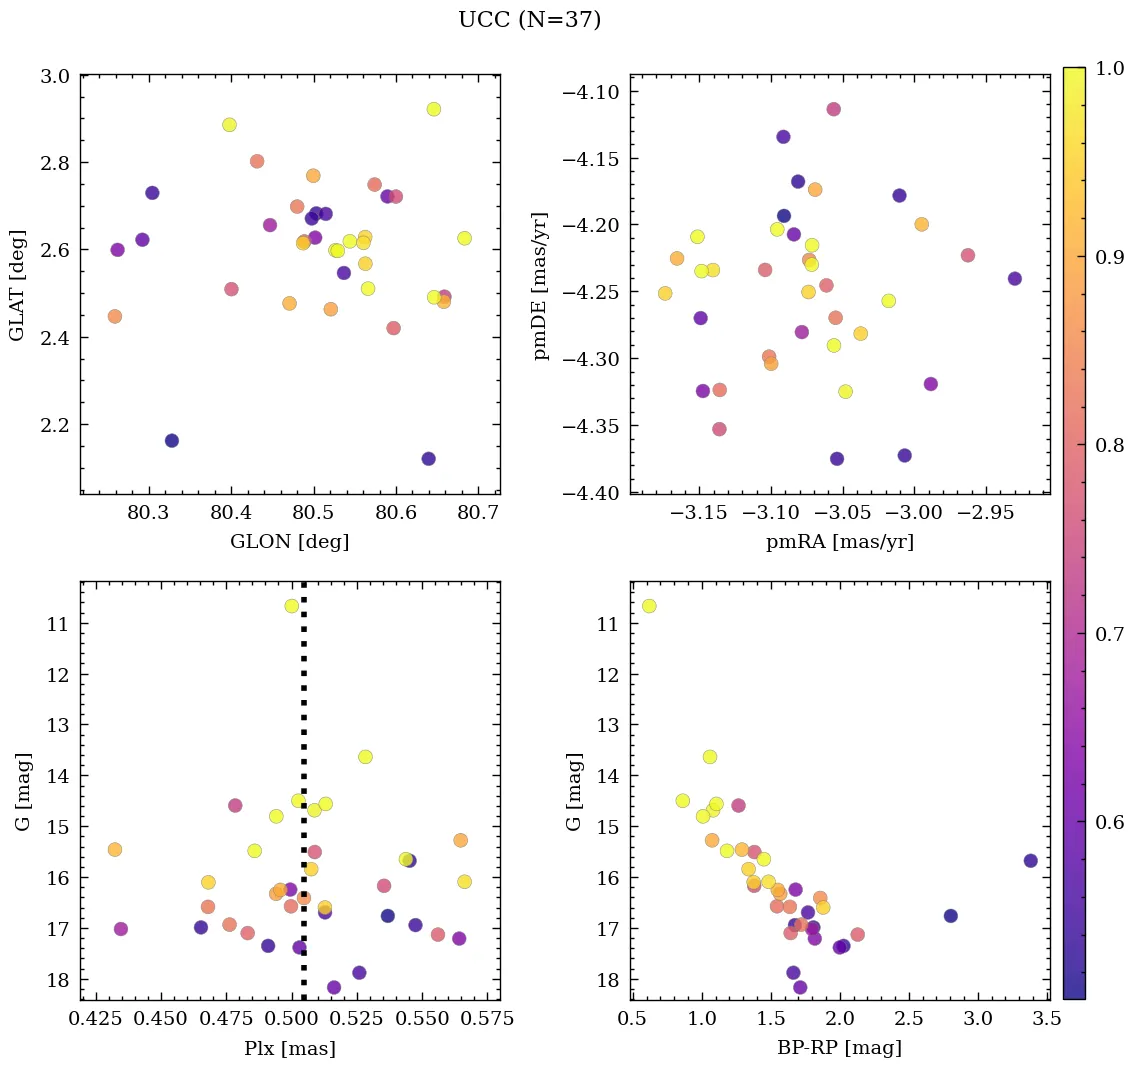 UCC (N=37)
3.0
2.8
2.6
2.4
2.2
GLAT [deg]
80.3 80.4 80.5 80.6 80.7
GLON [deg]
−4.10
−4.15
−4.20
−4.25
−4.30
−4.35
−4.40
pmDE [mas/yr]
−3.15 −3.10 −3.05 −3.00 −2.95
pmRA [mas/yr]
1.0
0.9
0.8
0.7
0.6
11
12
13
14
15
16
17
18
G [mag]
0.425 0.450 0.475 0.500 0.525 0.550 0.575
Plx [mas]
11
12
13
14
15
16
17
18
G [mag]
0.5 1.0 1.5 2.0 2.5 3.0 3.5
BP-RP [mag]